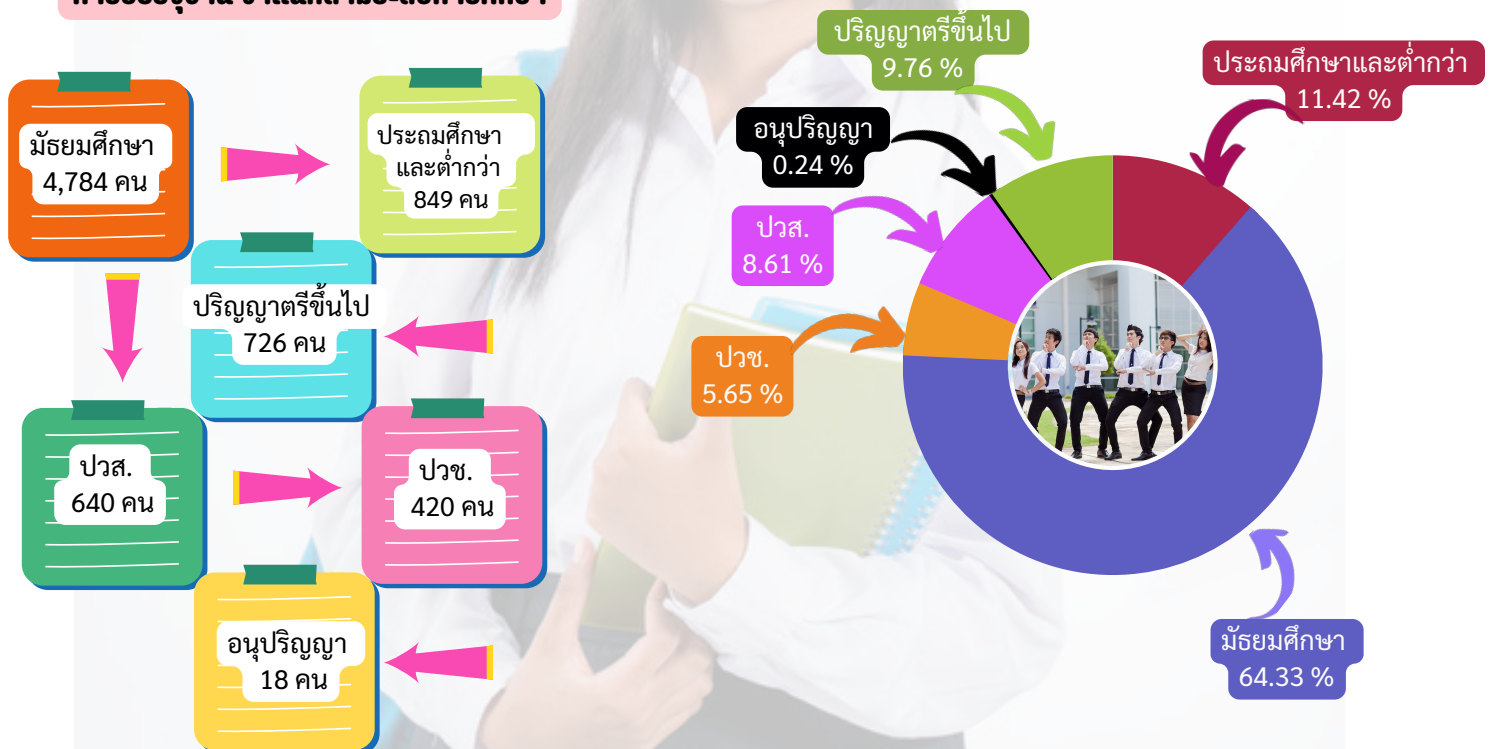 มัธยมศึกษา
4,784 คน
ประถมศึกษา
และต่ำกว่า
849 คน
ปริญญาตรีขึ้นไป
726 คน
ปวส.
640 คน
ปวช.
420 คน
อนุปริญญา
18 คน
ปริญญาตรีขึ้นไป
9.76 %
ประถมศึกษาและต่ำกว่า
11.42 %
อนุปริญญา
0.24 %
ปวส.
8.61 %
ปวช.
5.65 %
มัธยมศึกษา
64.33 %